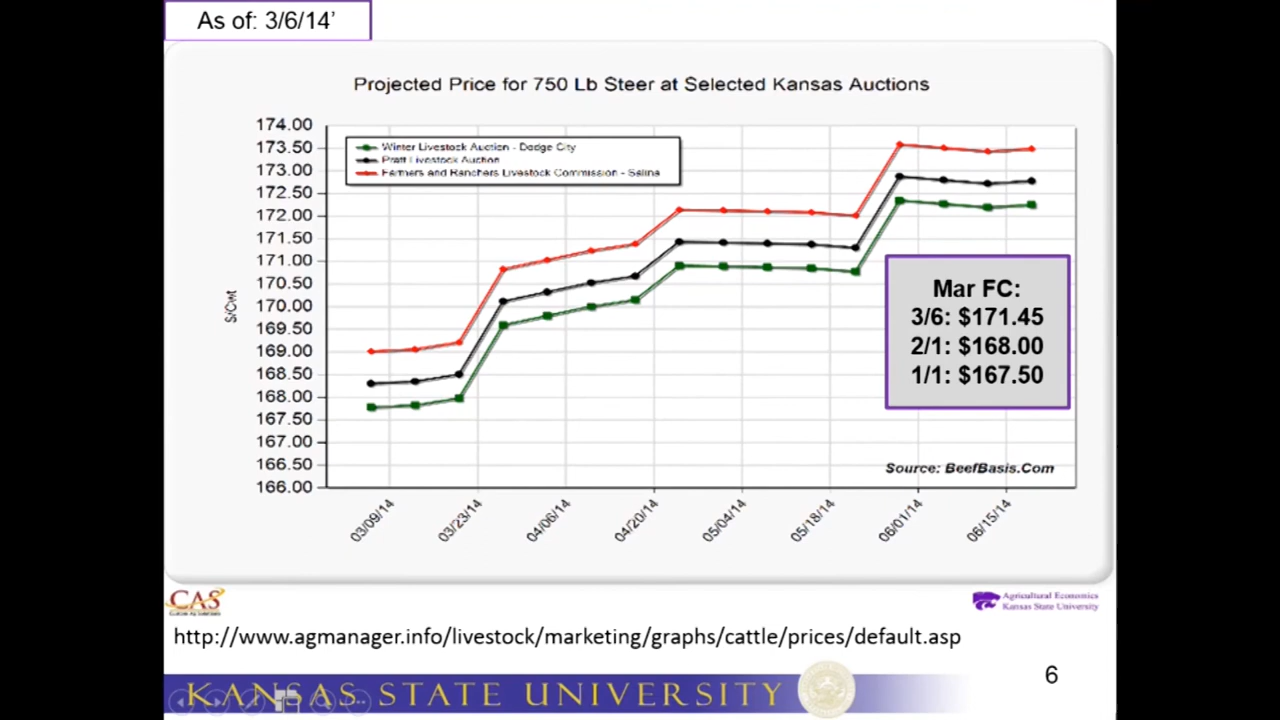 As of: 3/6/14’
Projected Price for 750 Lb Steer at Selected Kansas Auctions
174.00
173.50
173.00
172.50
172.00
171.50
171.00
170.50
170.00
169.50
169.00
168.50
168.00
167.50
167.00
166.50
166.00
$/Cwt
Winter Livestock Auction - Dodge City
Pratt Livestock Auction
Farmers and Ranchers Livestock Commission - Salina
Mar FC:
3/6: $171.45
2/1: $168.00
1/1: $167.50
Source: BeefBasis.Com
03/09/14
03/23/14
04/06/14
04/20/14
05/04/14
05/18/14
06/01/14
06/15/14
CAS
Agricultural Economics
Kansas State University
http://www.agmanager.info/livestock/marketing/graphs/cattle/prices/default.asp
KANSAS STATE UNIVERSITY
6